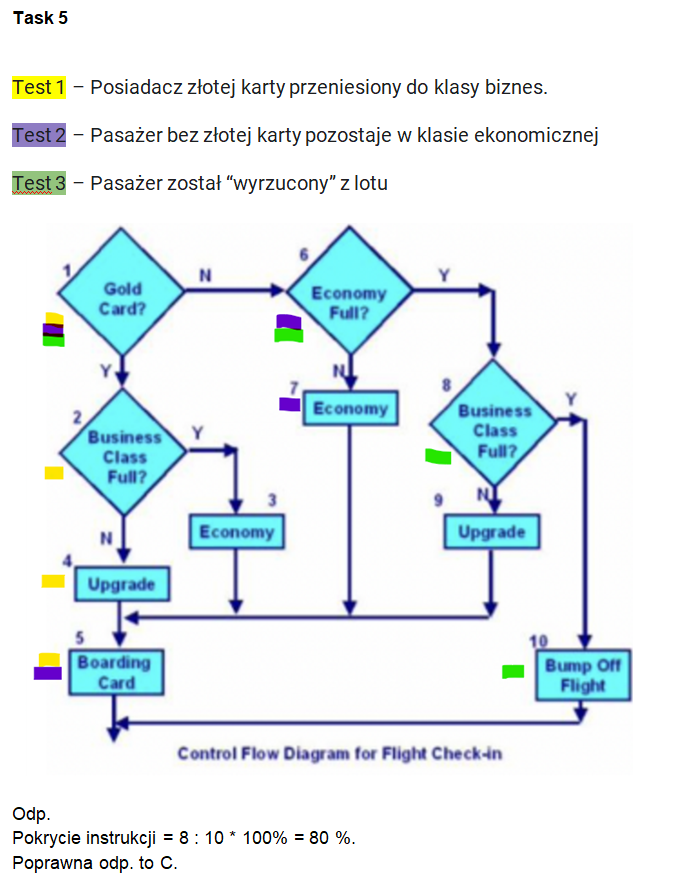 Task 5
Test 1 – Posiadacz złotej karty przeniesiony do klasy biznes.
Test 2 – Pasażer bez złotej karty pozostaje w klasie ekonomicznej
Test 3 – Pasażer został “wyrzucony” z lotu
1
Gold
Card?
N
6
Economy
Full?
Y
Y
N
2
Business
Class
Full?
Y
7
Economy
8
Business
Class
Full?
Y
N
3
Economy
9
N
Upgrade
4
Upgrade
5
Boarding
Card
10
Bump Off
Flight
Control Flow Diagram for Flight Check-in
Odp.
Pokrycie instrukcji = 8 : 10 * 100% = 80 %.
Poprawna odp. to C.